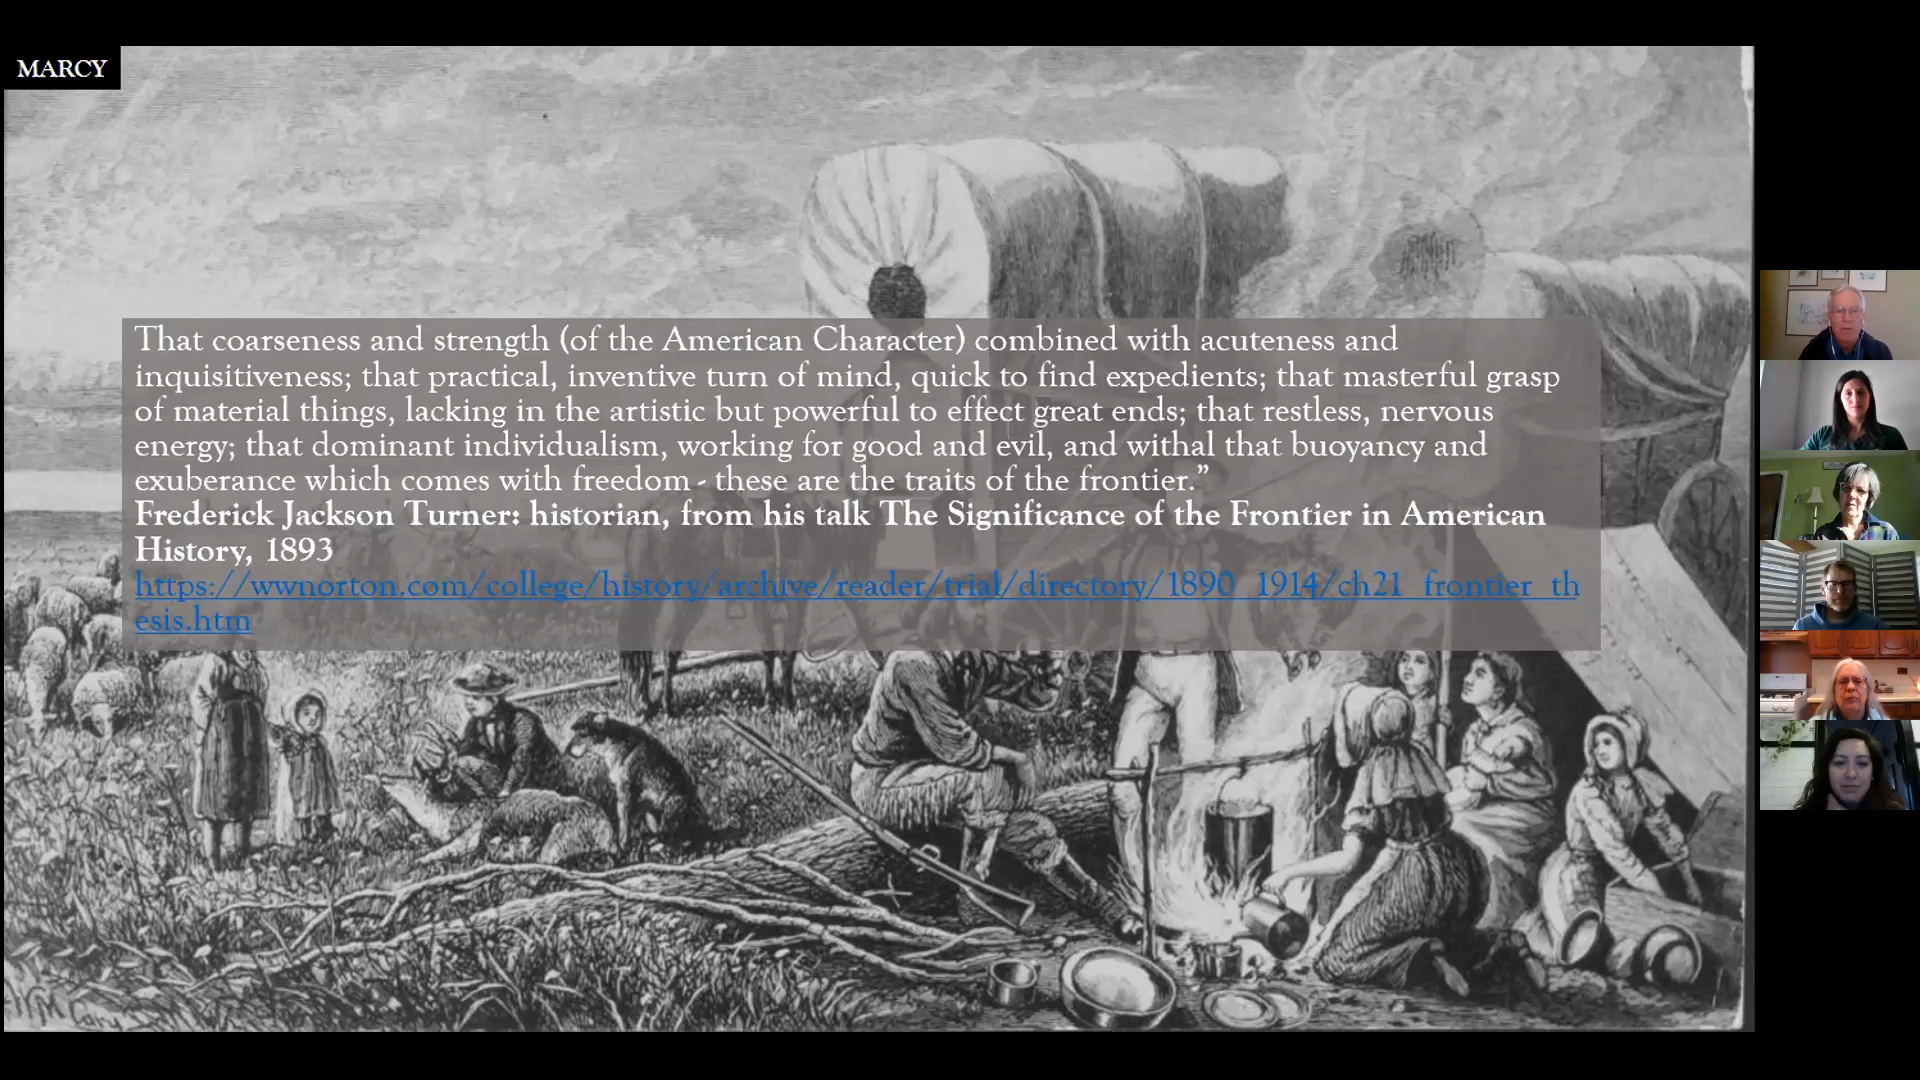 MARCY
That coarseness and strength (of the American Character) combined with acuteness and
inquisitiveness; that practical, inventive turn of mind, quick to find expedients; that masterful grasp
of material things, lacking in the artistic but powerful to effect great ends; that restless, nervous
energy; that dominant individualism, working for good and evil, and withal that buoyancy and
exuberance which comes with freedom - these are the traits of the frontier.”
Frederick Jackson Turner: historian, from his talk The Significance of the Frontier in American
History, 1893
https://wwnorton.com/college/history/archive/reader/trial/directory/1890_1914/ch21_frontier_th
esis.htm